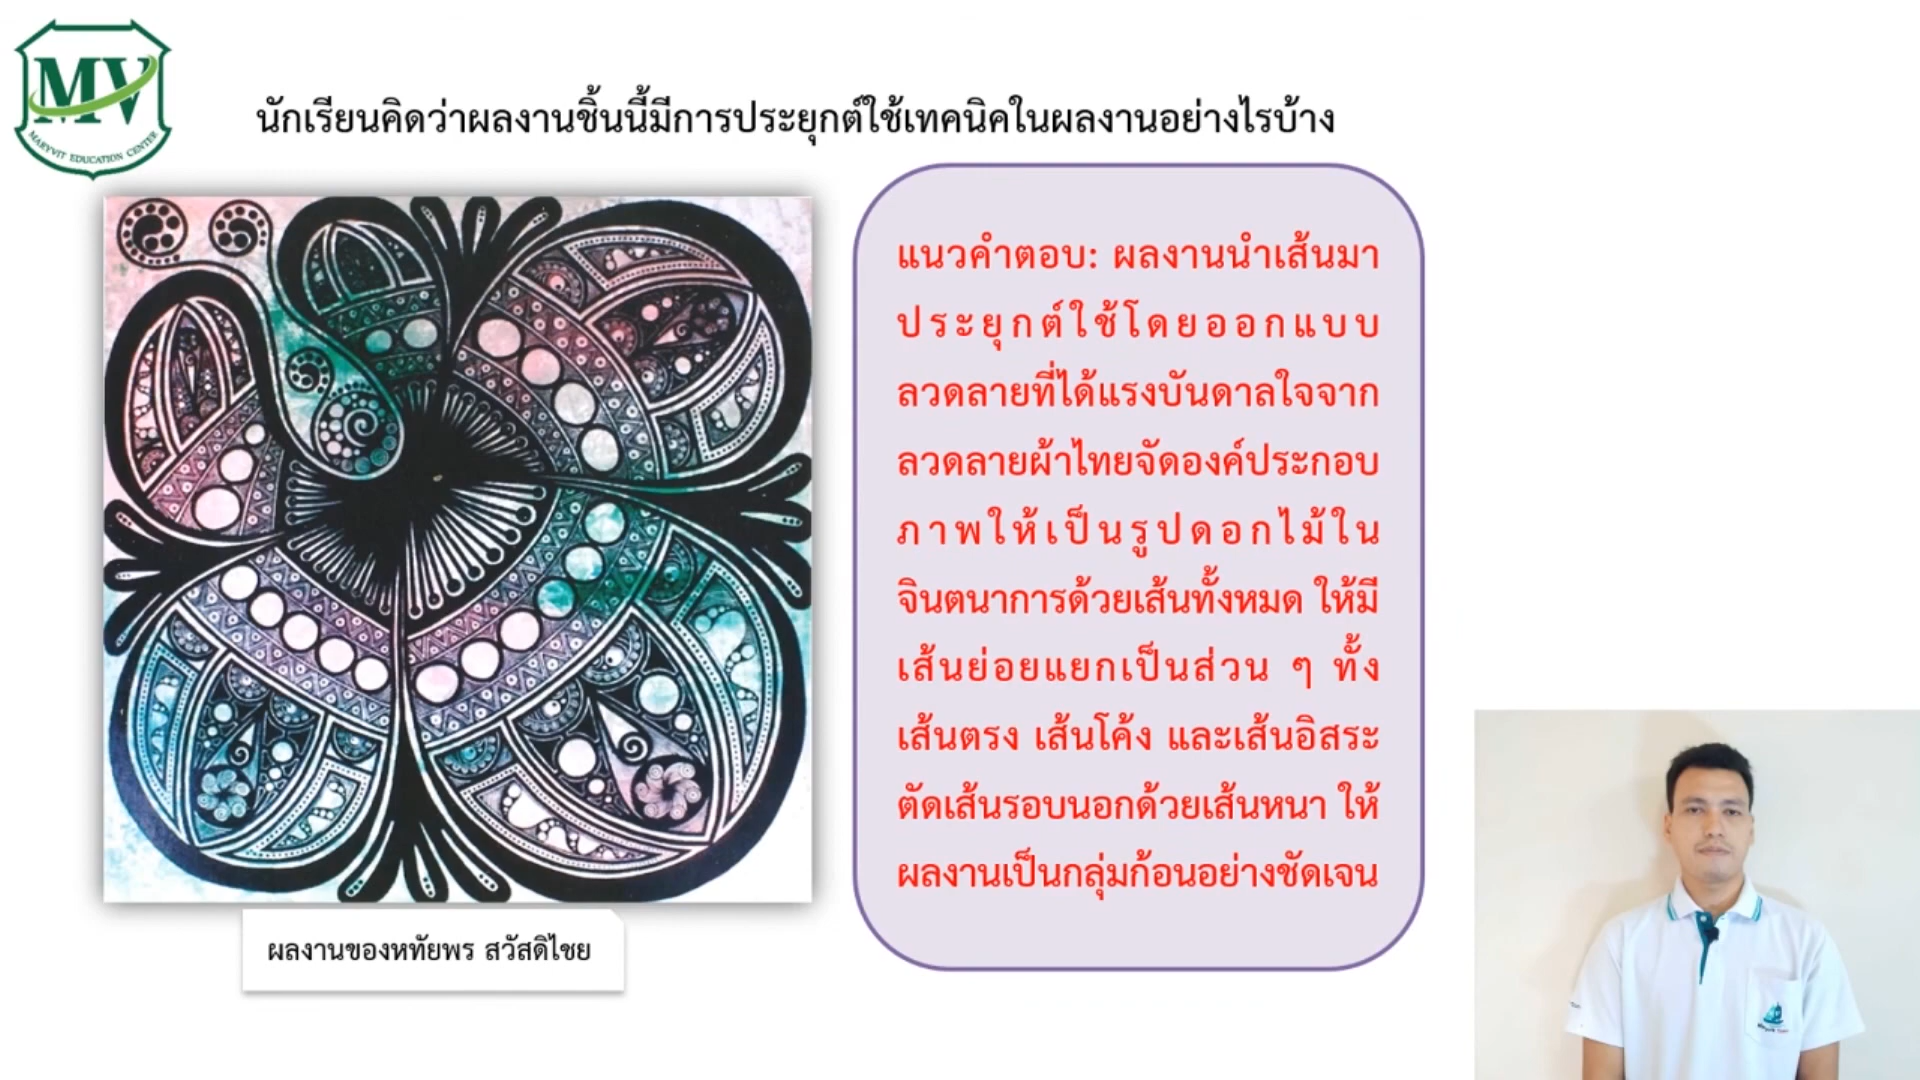 MV
MARYVIT EDUCATION CENTER
นักเรียนคิดว่าผลงานชิ้นนี้มีการประยุกต์ใช้เทคนิคในผลงานอย่างไรบ้าง
แนวคำตอบ: ผลงานนำเส้นมา
ประยุกต์ใช้โดยออกแบบ
ลวดลายที่ได้แรงบันดาลใจจาก
ลวดลายผ้าไทยจัดองค์ประกอบ
ภาพให้เป็นรูปดอกไม้ใน
จินตนาการด้วยเส้นทั้งหมด ให้มี
เส้นย่อยแยกเป็นส่วน ๆ ทั้ง
เส้นตรง เส้นโค้ง และเส้นอิสระ
ตัดเส้นรอบนอกด้วยเส้นหนา ให้
ผลงานเป็นกลุ่มก้อนอย่างชัดเจน
ผลงานของหทัยพร สวัสดิไชย